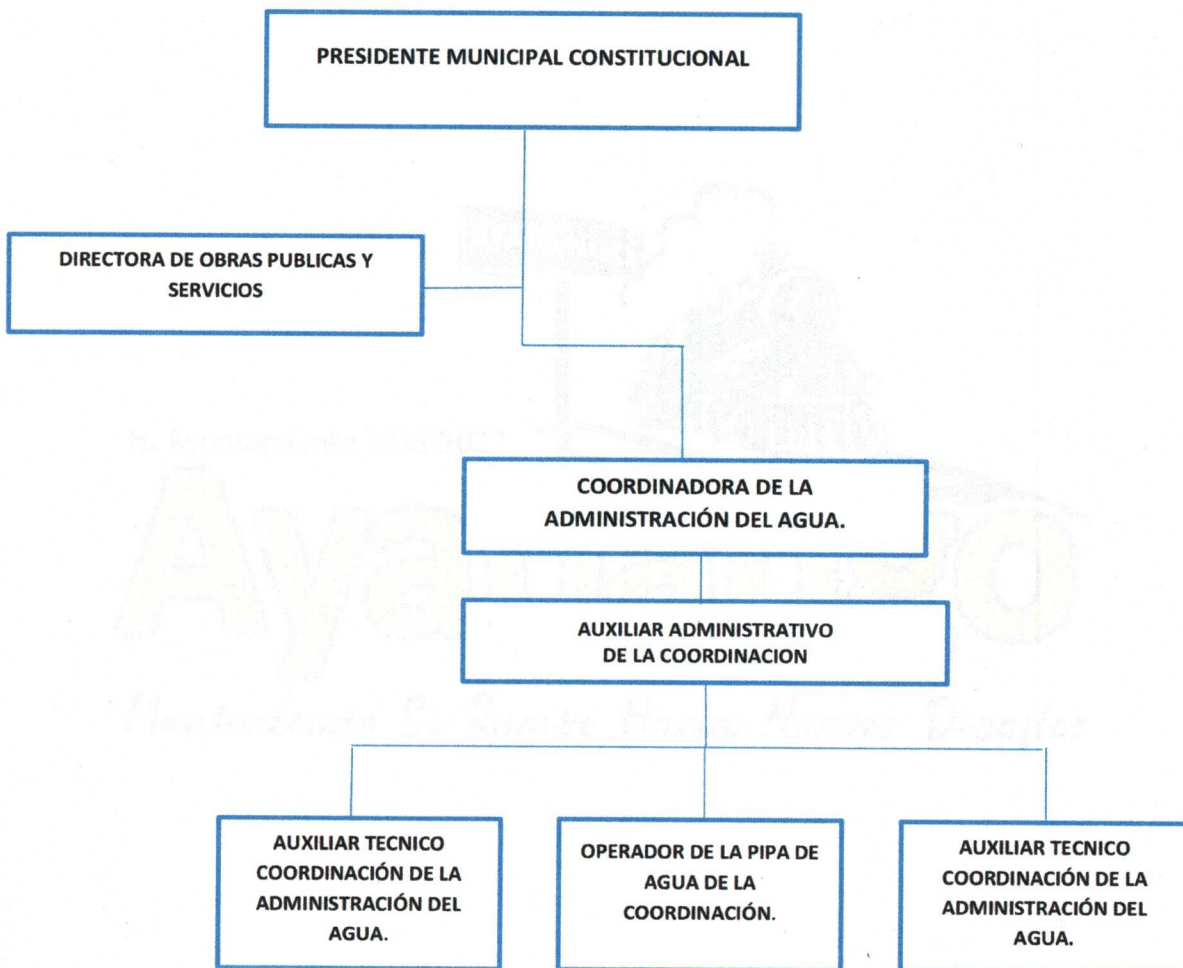 PRESIDENTE MUNICIPAL CONSTITUCIONAL
DIRECTORA DE OBRAS PUBLICAS Y
SERVICIOS
COORDINADORA DE LA
ADMINISTRACIÓN DEL AGUA.
AUXILIAR ADMINISTRATIVO
DE LA COORDINACION
AUXILIAR TECNICO
COORDINACIÓN DE LA
ADMINISTRACIÓN DEL
AGUA.
OPERADOR DE LA PIPA DE
AGUA DE LA
COORDINACIÓN.
AUXILIAR TECNICO
COORDINACIÓN DE LA
ADMINISTRACIÓN DEL
AGUA.